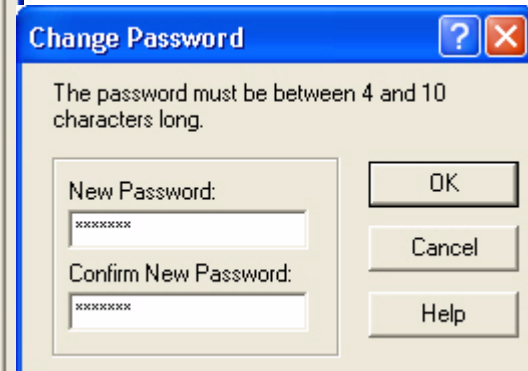 Change Password
The password must be between 4 and 10
characters long.
New Password:
*******
Confirm New Password:
*******
OK
Cancel
Help